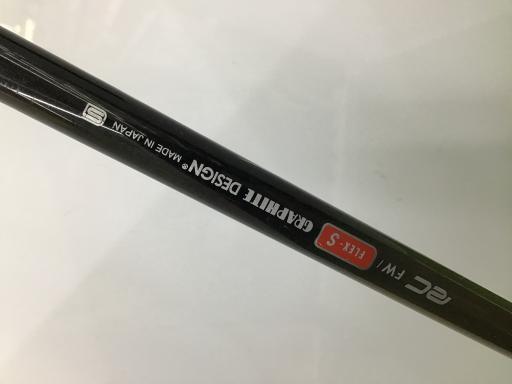 rc FW / FLEX-S GRAPHITE DESIGN® MADE IN JAPAN